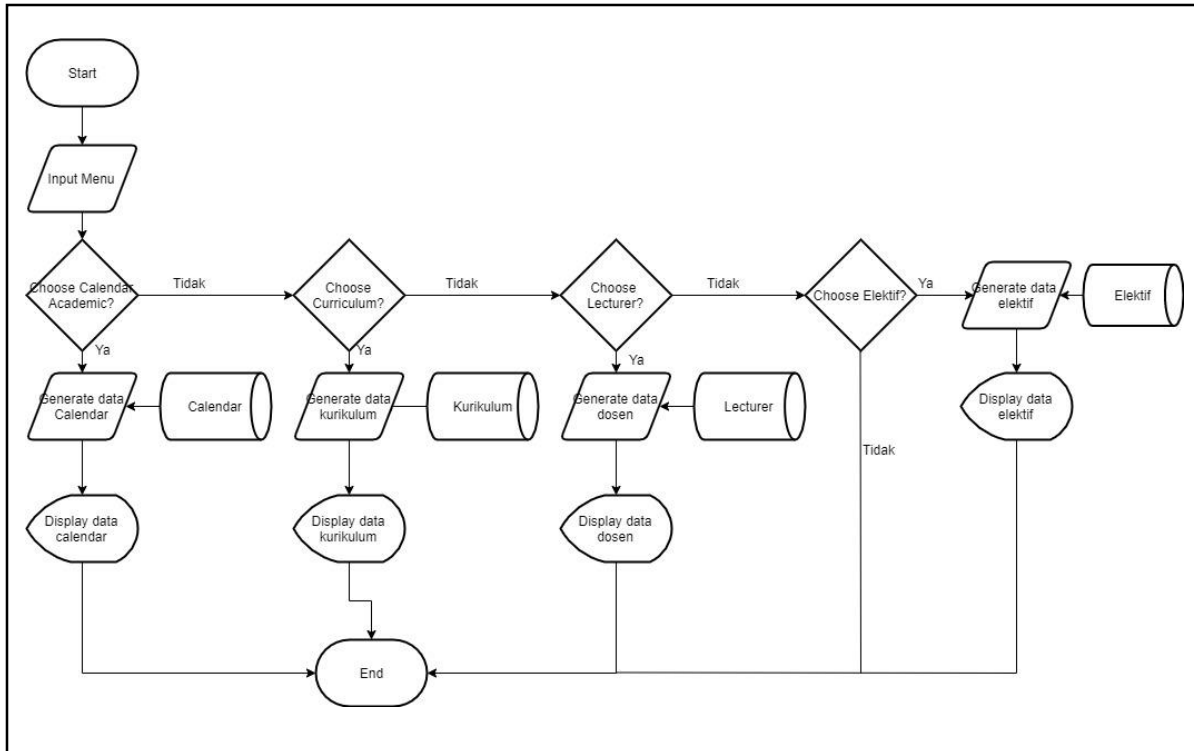 Start
Input Menu
Choose Calendar
Academic?
Tidak
Choose
Curriculum?
Tidak
Choose
Lecturer?
Tidak
Choose Elektif?
Ya
Generate data
elektif
Elektif
Ya
Ya
Ya
Generate data
Calendar
Calendar
Generate data
kurikulum
Kurikulum
Generate data
dosen
Lecturer
Display data
elektif
Tidak
Display data
calendar
Display data
kurikulum
Display data
dosen
End